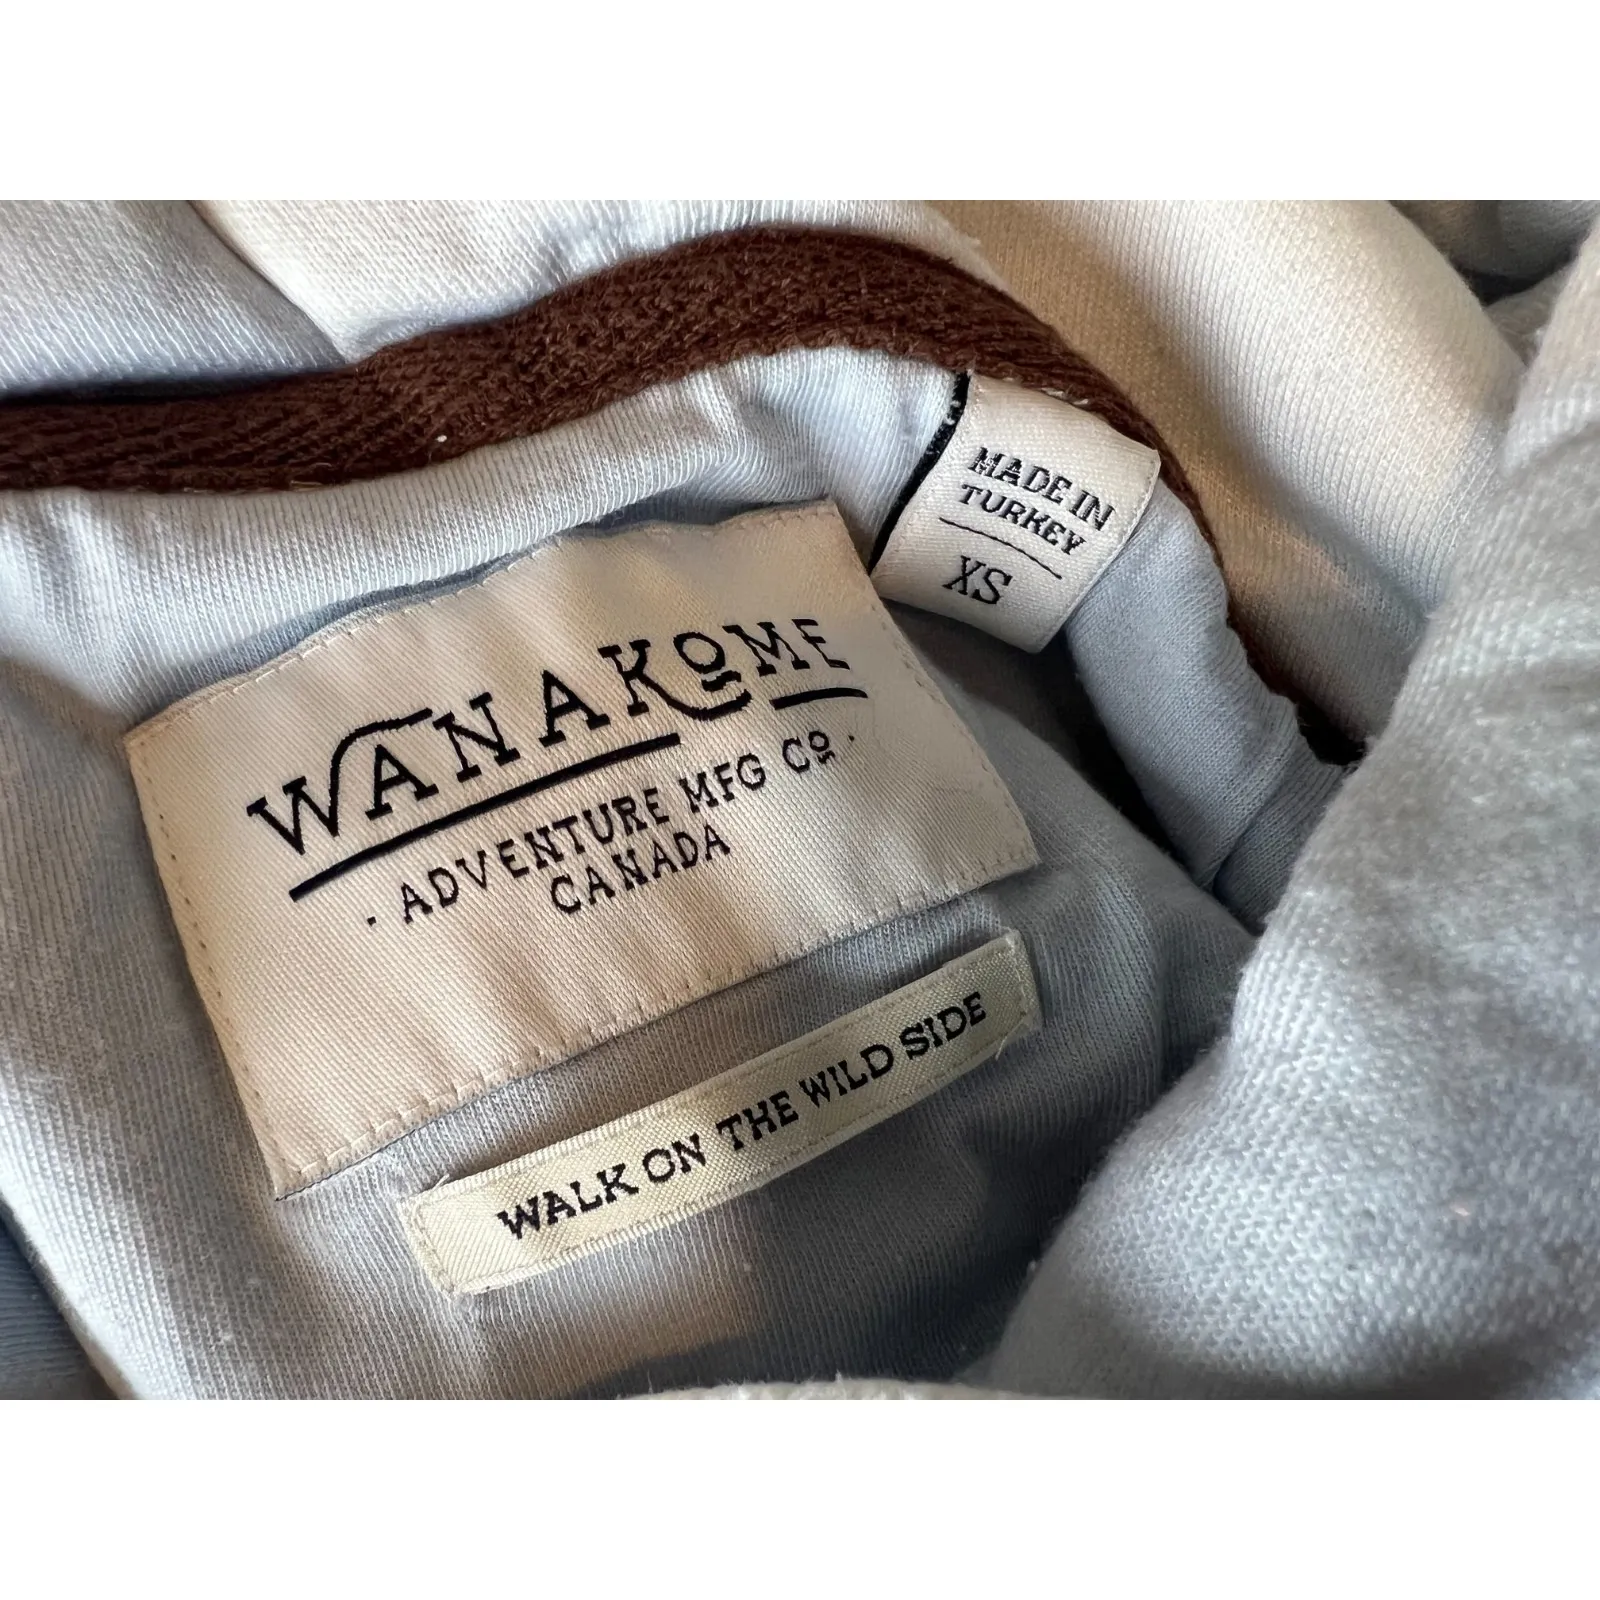 MADE IN
TURKEY
XS
WANAKOME
· ADVENTURE MFG Co ·
CANADA
WALK ON THE WILD SIDE